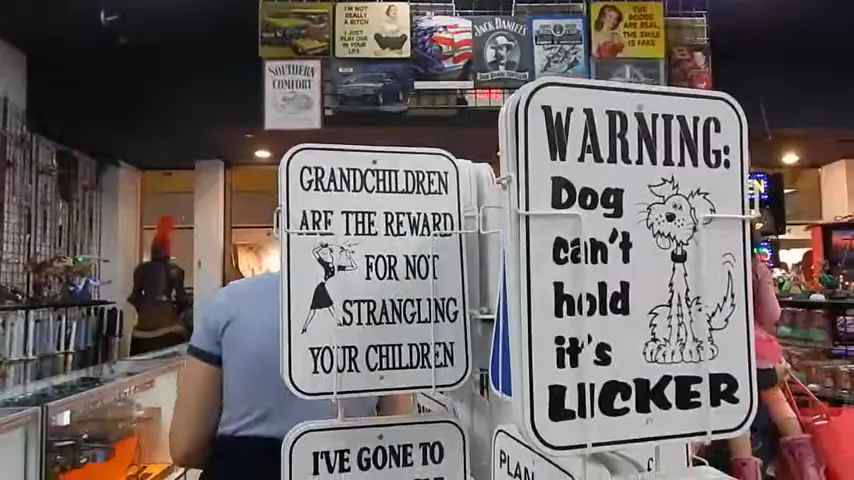 I'M NOT REALLY A BITCH
I JUST PLAY ONE IN YOUR LIFE
JACK DANIEL'S
THE BOOBS ARE REAL
THE SMILE IS FAKE
SOUTHERN COMFORT
GRANDCHILDREN
ARE THE REWARD
FOR NOT
STRANGLING
YOUR CHILDREN
WARNING:
Dog
can't
hold
it's
LICKER
I'VE GONE TO